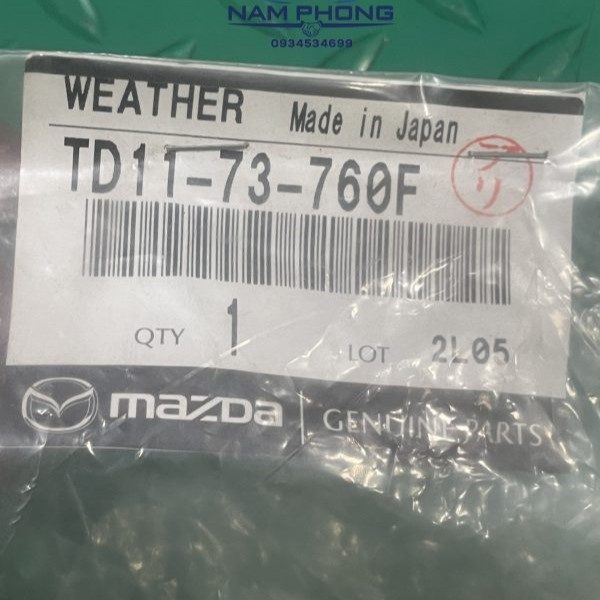 NAM PHONG
0934534699
WEATHER Made in Japan
TD11-73-760F
QTY 1 LOT 2L05
mazda GENUINE PARTS